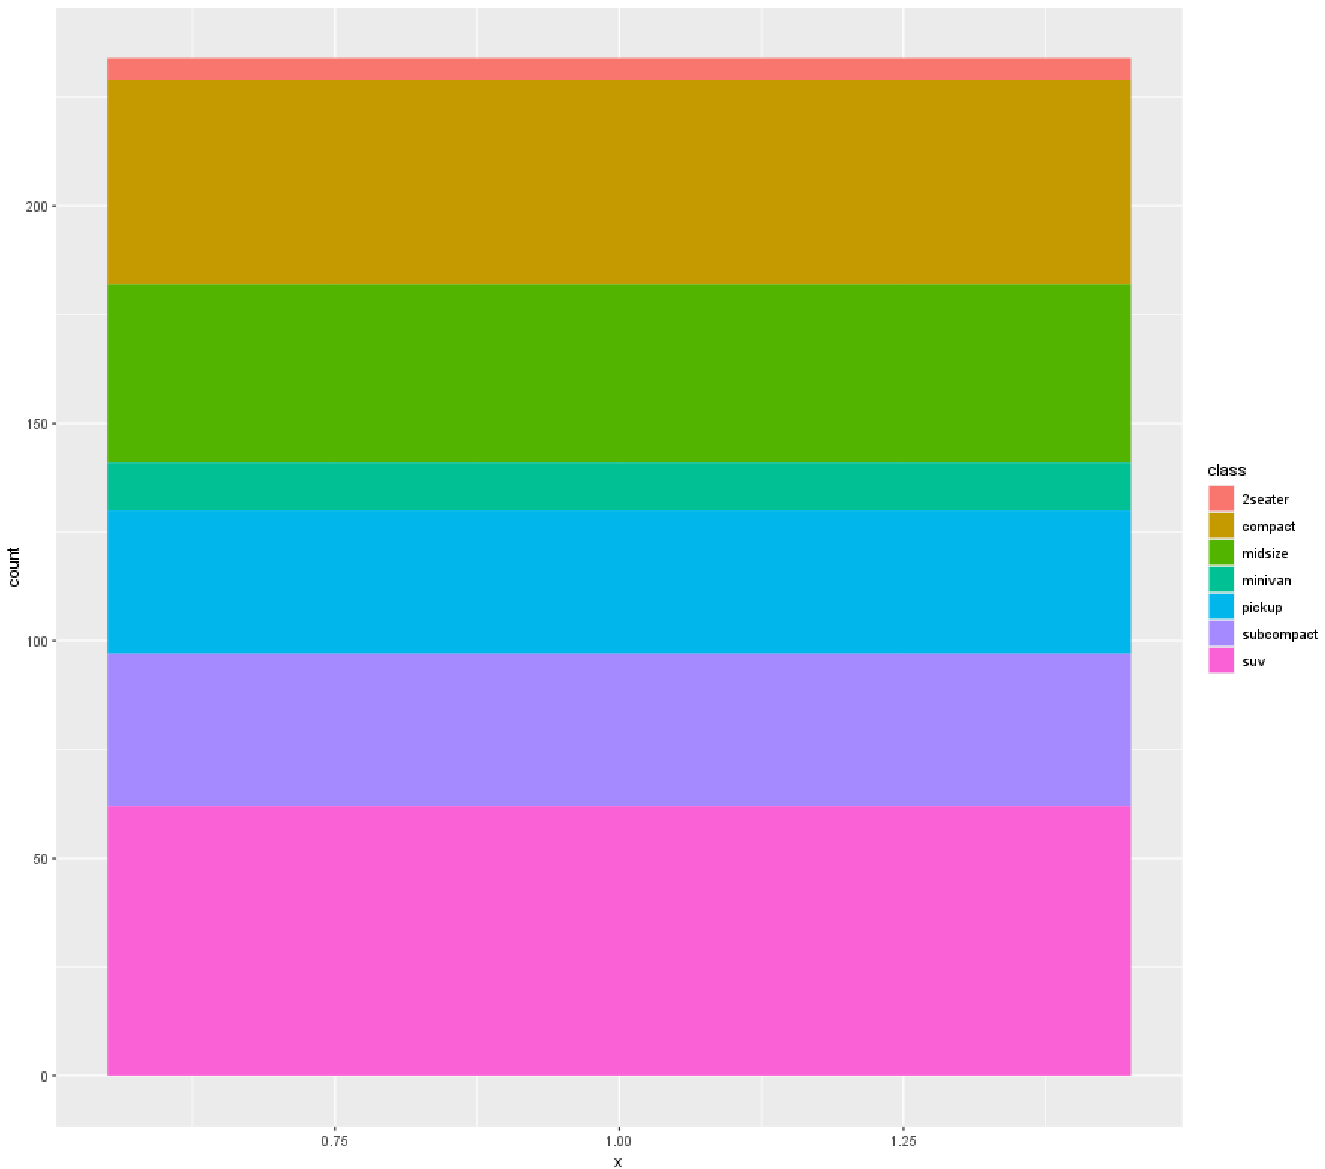 200
150
100
50
0
count
0.75 1.00 1.25
x
class
2seater
compact
midsize
minivan
pickup
subcompact
suv